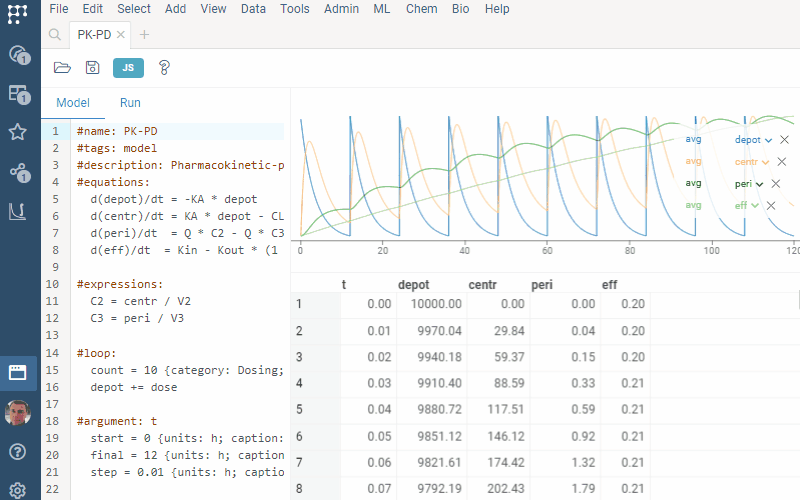 File Edit Select Add View Data Tools Admin ML Chem Bio Help
PK-PD
JS
1
1
1
Model Run
1 #name: PK-PD
2 #tags: model
3 #description: Pharmacokinetic-p
4 #equations:
5 d(depot)/dt = -KA * depot
6 d(centr)/dt = KA * depot - CL
7 d(peri)/dt  = Q * C2 - Q * C3
8 d(eff)/dt  = Kin - Kout * (1
9
10 #expressions:
11 C2 = centr / V2
12 C3 = peri / V3
13
14 #loop:
15 count = 10 {category: Dosing;
16 depot += dose
17
18 #argument: t
19 start = 0 {units: h; caption:
20 final = 12 {units: h; caption
21 step = 0.01 {units: h; captio
22
avg depot
avg centr
avg peri
avg eff
0 20 40 60 80 100 120
t depot centr peri eff
1 0.00 10000.00 0.00 0.00 0.20
2 0.01 9970.04 29.84 0.04 0.20
3 0.02 9940.18 59.37 0.15 0.20
4 0.03 9910.40 88.59 0.33 0.21
5 0.04 9880.72 117.51 0.59 0.21
6 0.05 9851.12 146.12 0.92 0.21
7 0.06 9821.61 174.42 1.32 0.21
8 0.07 9792.19 202.43 1.79 0.21